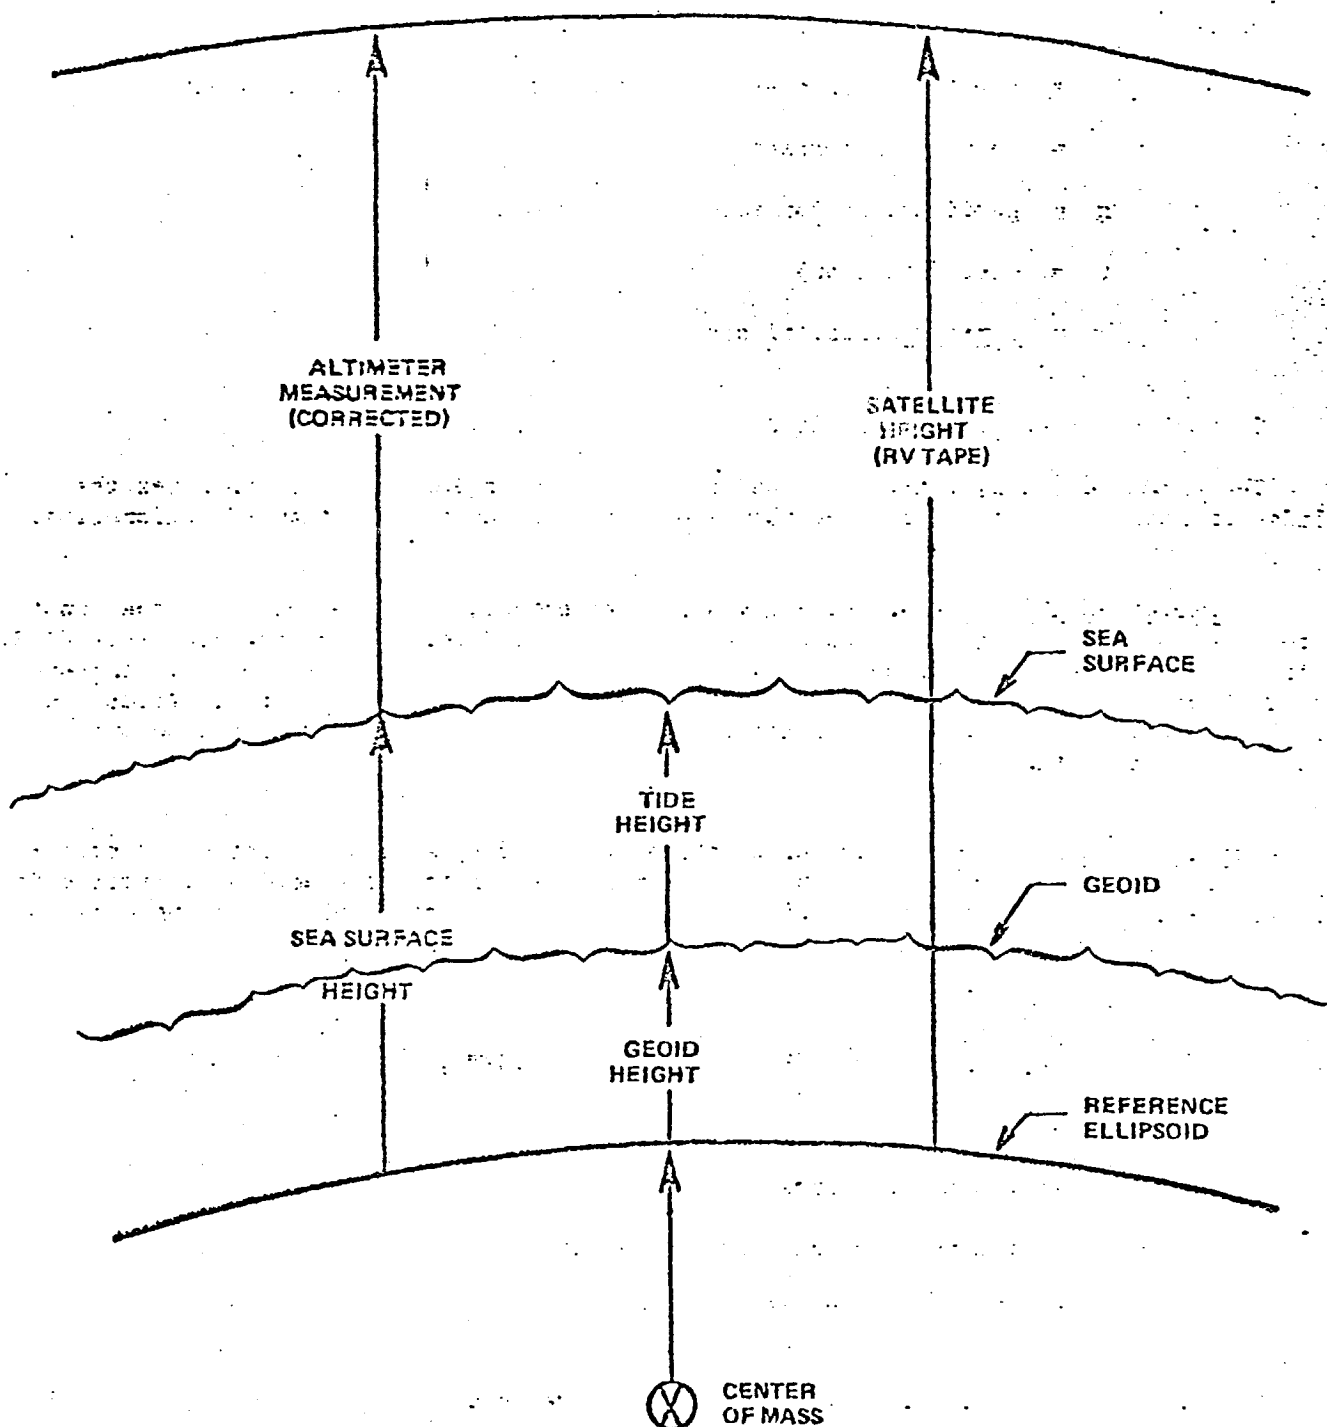 ALTIMETER
MEASUREMENT
(CORRECTED)
SATELLITE
HEIGHT
(RV TAPE)
SEA
SURFACE
TIDE
HEIGHT
GEOID
SEA SURFACE
HEIGHT
GEOID
HEIGHT
REFERENCE
ELLIPSOID
CENTER
OF MASS